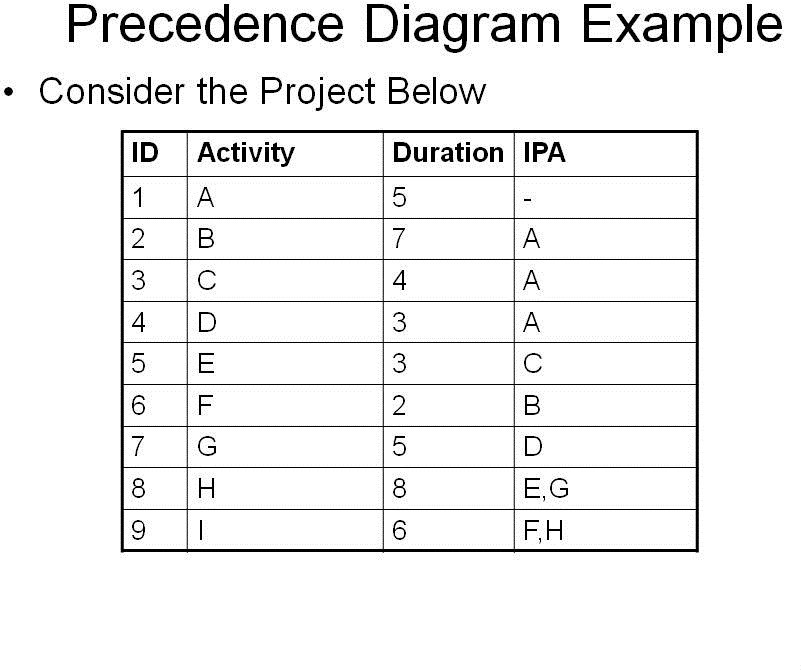 Precedence Diagram Example
• Consider the Project Below
ID Activity Duration IPA
1 A 5 -
2 B 7 A
3 C 4 A
4 D 3 A
5 E 3 C
6 F 2 B
7 G 5 D
8 H 8 E,G
9 I 6 F,H